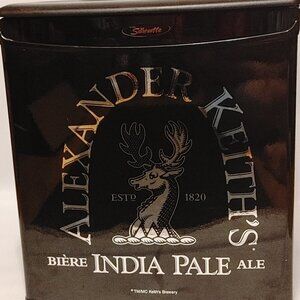 Silhouette
ALEXANDER KEITH'S
ESTD 1820
BIÈRE INDIA PALE ALE
* TM/MC Keith's Brewery